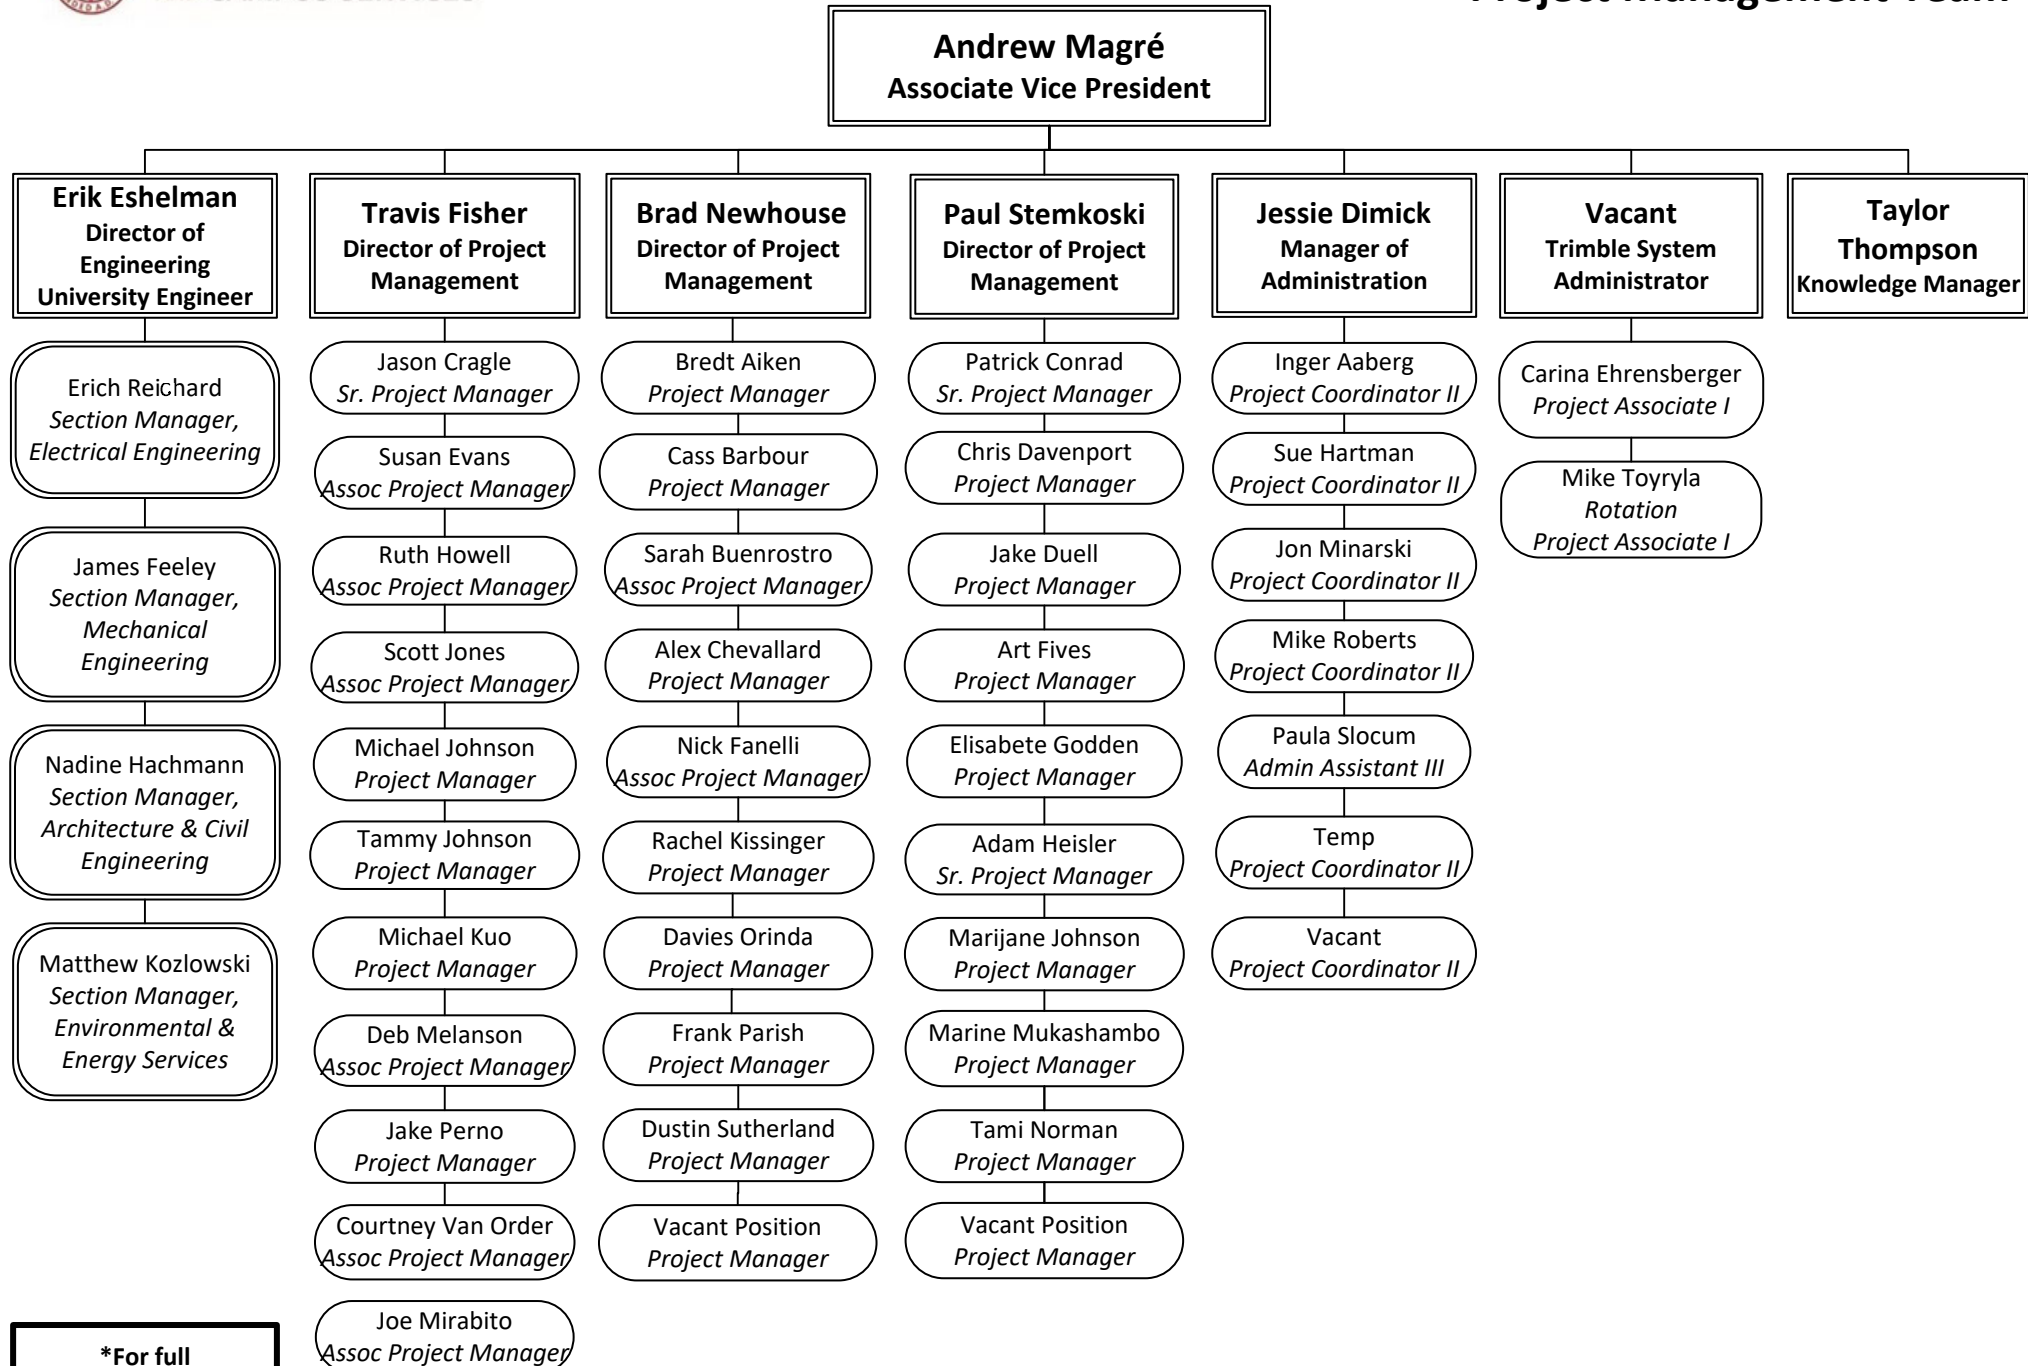 Project Management Team
Andrew Magré
Associate Vice President
Erik Eshelman
Director of
Engineering
University Engineer
Erich Reichard
Section Manager,
Electrical Engineering
James Feeley
Section Manager,
Mechanical
Engineering
Nadine Hachmann
Section Manager,
Architecture & Civil
Engineering
Matthew Kozlowski
Section Manager,
Environmental &
Energy Services
*For full
Travis Fisher
Director of Project
Management
Jason Cragle
Sr. Project Manager
Susan Evans
Assoc Project Manager
Ruth Howell
Assoc Project Manager
Scott Jones
Assoc Project Manager
Michael Johnson
Project Manager
Tammy Johnson
Project Manager
Michael Kuo
Project Manager
Deb Melanson
Assoc Project Manager
Jake Perno
Project Manager
Courtney Van Order
Assoc Project Manager
Joe Mirabito
Assoc Project Manager
Brad Newhouse
Director of Project
Management
Bredt Aiken
Project Manager
Cass Barbour
Project Manager
Sarah Buenrostro
Assoc Project Manager
Alex Chevallard
Project Manager
Nick Fanelli
Assoc Project Manager
Rachel Kissinger
Project Manager
Davies Orinda
Project Manager
Frank Parish
Project Manager
Dustin Sutherland
Project Manager
Vacant Position
Project Manager
Paul Stemkoski
Director of Project
Management
Patrick Conrad
Sr. Project Manager
Chris Davenport
Project Manager
Jake Duell
Project Manager
Art Fives
Project Manager
Elisabete Godden
Project Manager
Adam Heisler
Sr. Project Manager
Marijane Johnson
Project Manager
Marine Mukashambo
Project Manager
Tami Norman
Project Manager
Vacant Position
Project Manager
Jessie Dimick
Manager of
Administration
Inger Aaberg
Project Coordinator II
Sue Hartman
Project Coordinator II
Jon Minarski
Project Coordinator II
Mike Roberts
Project Coordinator II
Paula Slocum
Admin Assistant III
Temp
Project Coordinator II
Vacant
Project Coordinator II
Vacant
Trimble System
Administrator
Carina Ehrensberger
Project Associate I
Mike Toyryla
Rotation
Project Associate I
Taylor
Thompson
Knowledge Manager